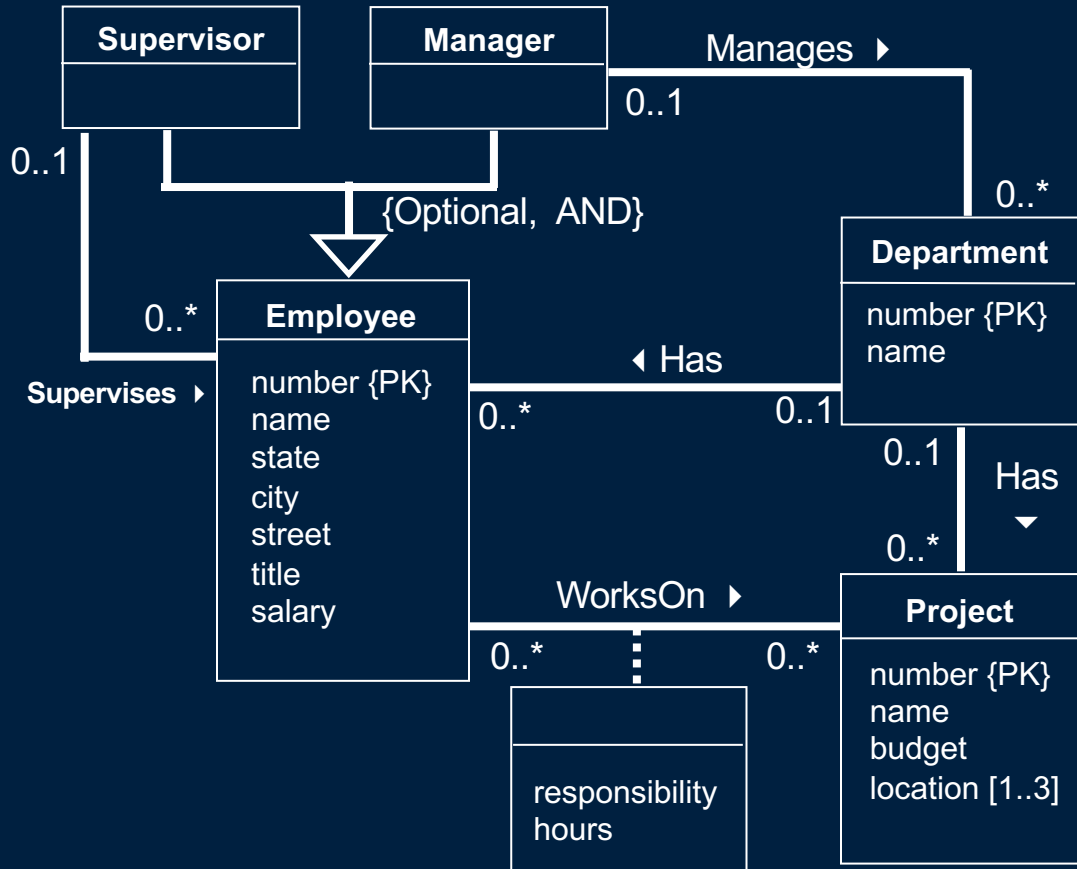 Supervisor
Manager
Manages ▸
0..1
0..1
0..*
{Optional, AND}
Department
number {PK}
name
0..*
Supervises ▸
Employee
number {PK}
name
state
city
street
title
salary
◂ Has
0..*
0..1
0..1
Has
▾
0..*
WorksOn ▸
0..*
0..*
Project
number {PK}
name
budget
location [1..3]
responsibility
hours